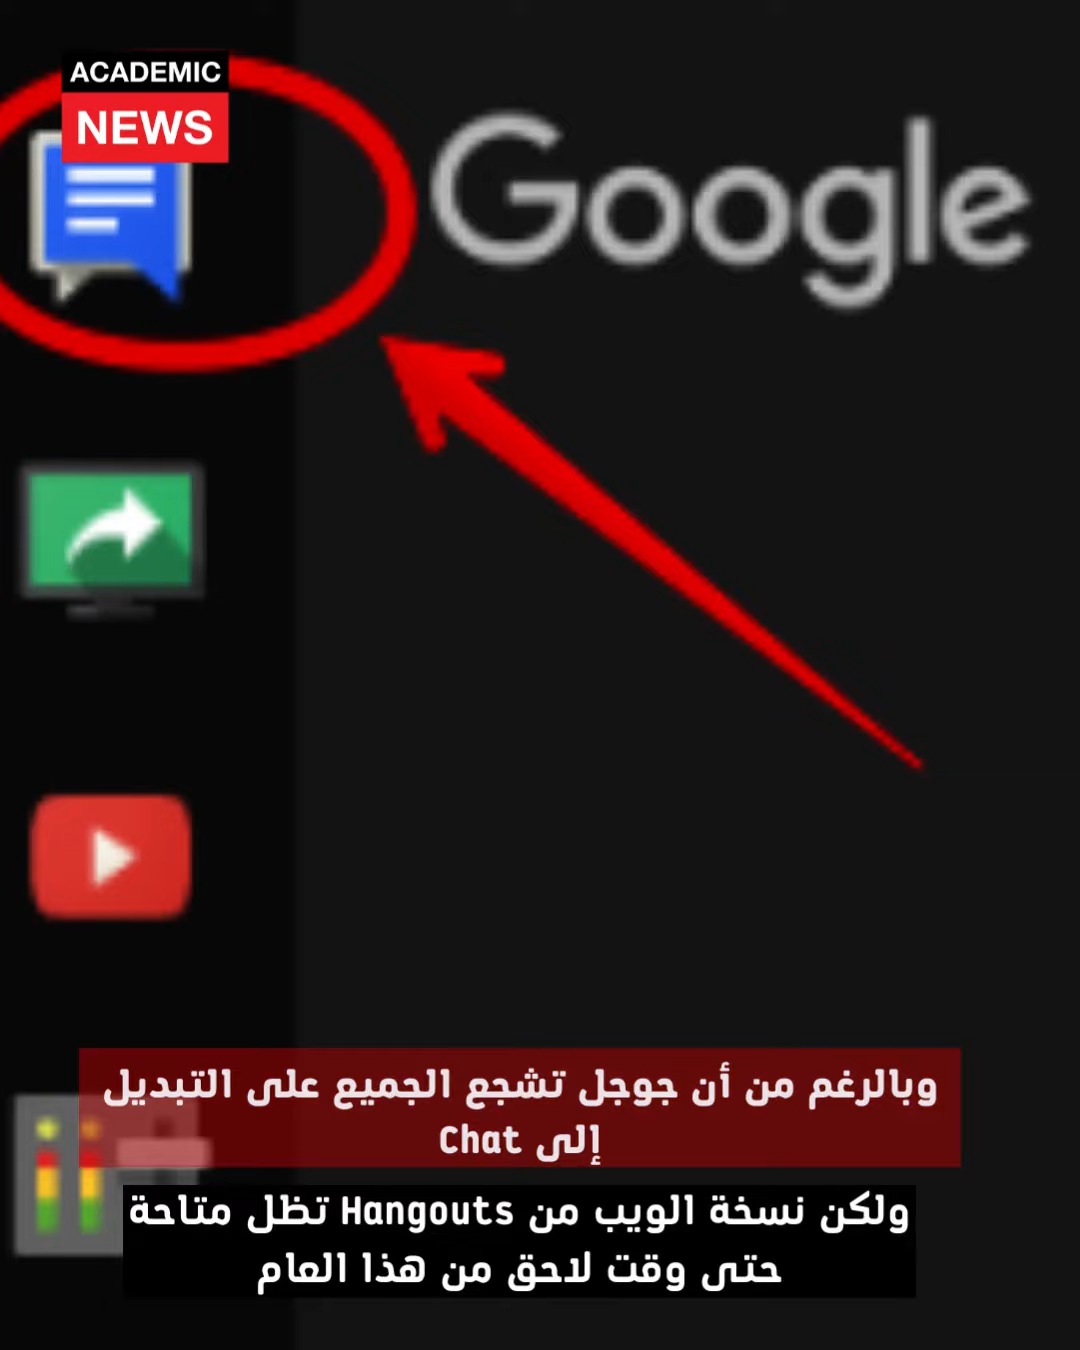 ACADEMIC
NEWS
Google
وبالرغم من أن جوجل تشجع الجميع على التبديل
إلى Chat
ولكن نسخة الويب من Hangouts تظل متاحة
حتى وقت لاحق من هذا العام